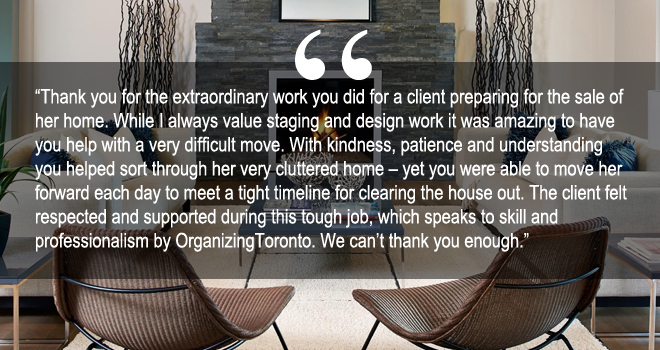 “Thank you for the extraordinary work you did for a client preparing for the sale of
her home. While I always value staging and design work it was amazing to have
you help with a very difficult move. With kindness, patience and understanding
you helped sort through her very cluttered home – yet you were able to move her
forward each day to meet a tight timeline for clearing the house out. The client felt
respected and supported during this tough job, which speaks to skill and
professionalism by OrganizingToronto. We can’t thank you enough.”